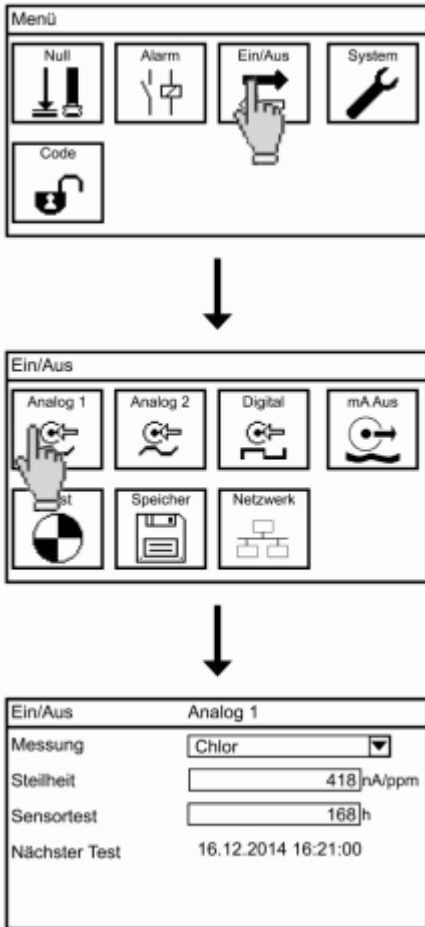 Menü
Null Alarm Ein/Aus System
Code
Ein/Aus
Analog 1 Analog 2 Digital mA Aus
Speicher Netzwerk
Ein/Aus Analog 1
Messung Chlor
Steilheit 418 nA/ppm
Sensortest 168 h
Nächster Test 16.12.2014 16:21:00